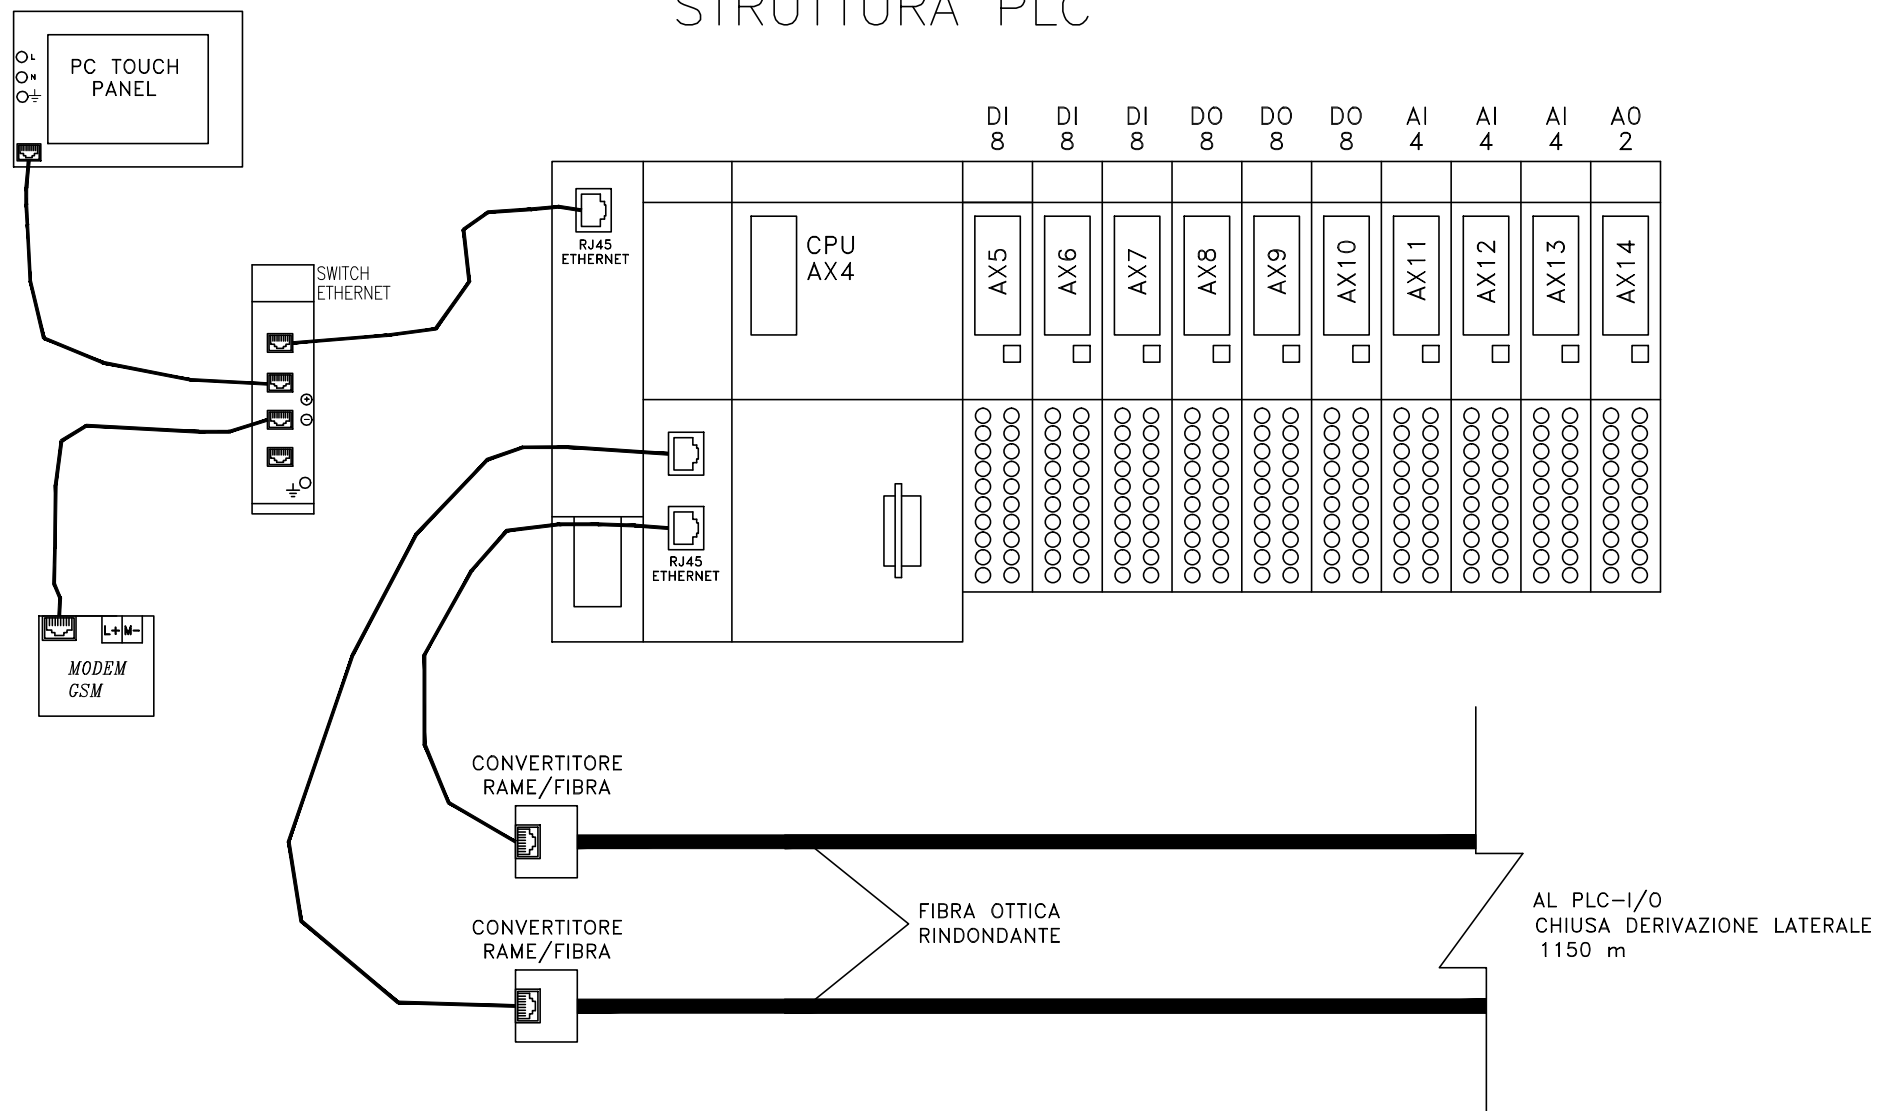 STRUTTURA PLC
L
N
PC TOUCH
PANEL
DI DI DI DO DO DO AI AI AI AO
8 8 8 8 8 8 4 4 4 2
RJ45
ETHERNET
CPU
AX4
AX5 AX6 AX7 AX8 AX9 AX10 AX11 AX12 AX13 AX14
SWITCH
ETHERNET
+
-
RJ45
ETHERNET
L+ M-
MODEM
GSM
CONVERTITORE
RAME/FIBRA
FIBRA OTTICA
RINDONDANTE
AL PLC-I/O
CHIUSA DERIVAZIONE LATERALE
1150 m
CONVERTITORE
RAME/FIBRA